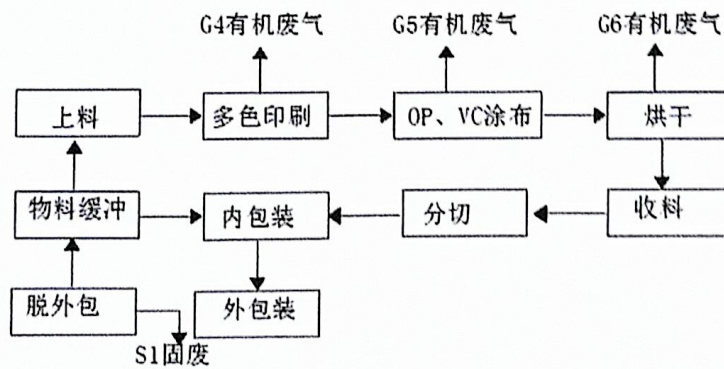 G4有机废气
G5有机废气
G6有机废气
上料
多色印刷
OP、VC涂布
烘干
物料缓冲
内包装
分切
收料
脱外包
外包装
S1固废